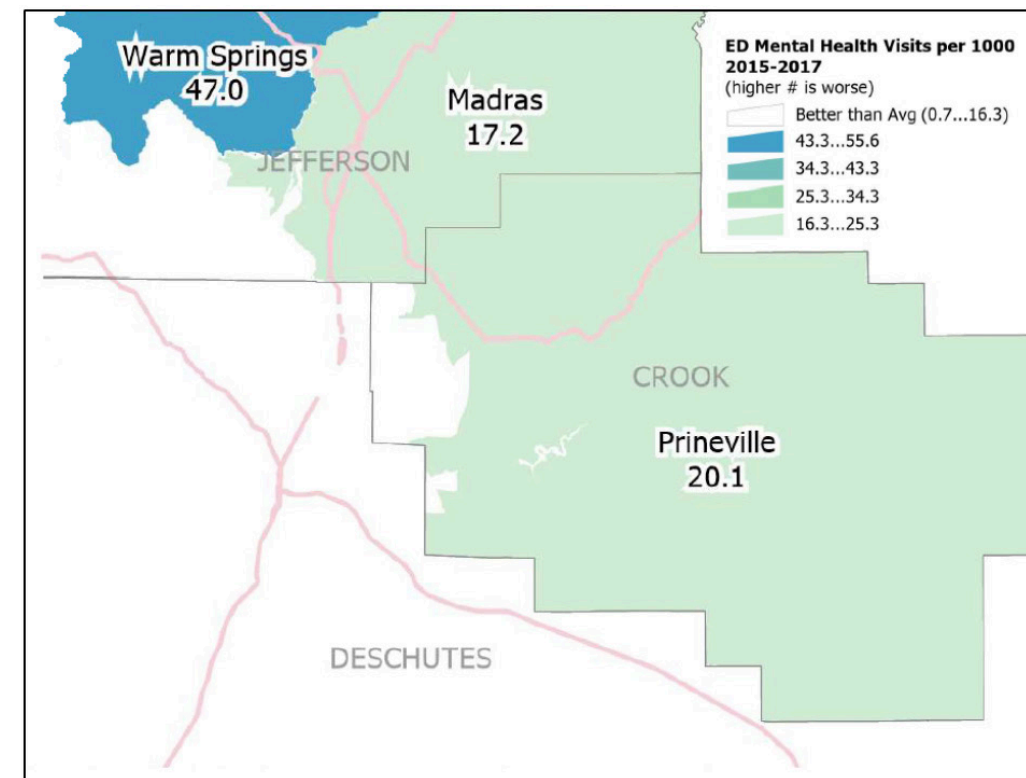 Warm Springs
47.0
Madras
17.2
ED Mental Health Visits per 1000
2015-2017
(higher # is worse)
Better than Avg (0.7...16.3)
43.3...55.6
34.3...43.3
25.3...34.3
16.3...25.3
JEFFERSON
CROOK
Prineville
20.1
DESCHUTES